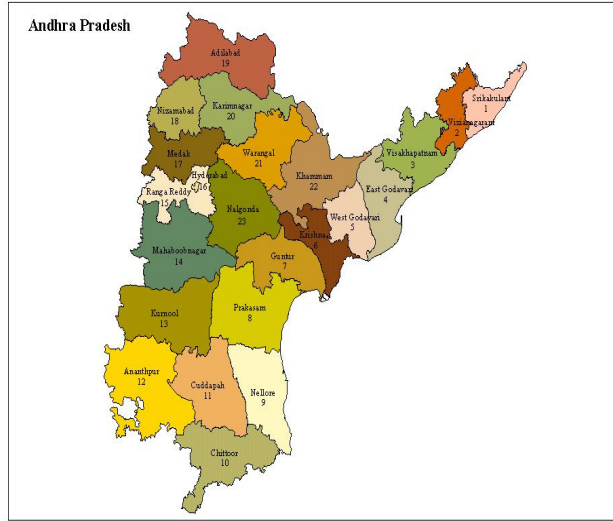 Andhra Pradesh
Adilabad
19
Nizamabad
18
Karimnagar
20
Medak
17
Warangal
21
Hyderabad
16
Ranga Reddy
15
Khammam
22
Nalgonda
23
Mahaboobnagar
14
Srikakulam
1
Vizianagaram
2
Visakhapatnam
3
East Godavari
4
West Godavari
5
Krishna
6
Guntur
7
Prakasam
8
Kurnool
13
Ananthpur
12
Cuddapah
11
Nellore
9
Chittoor
10